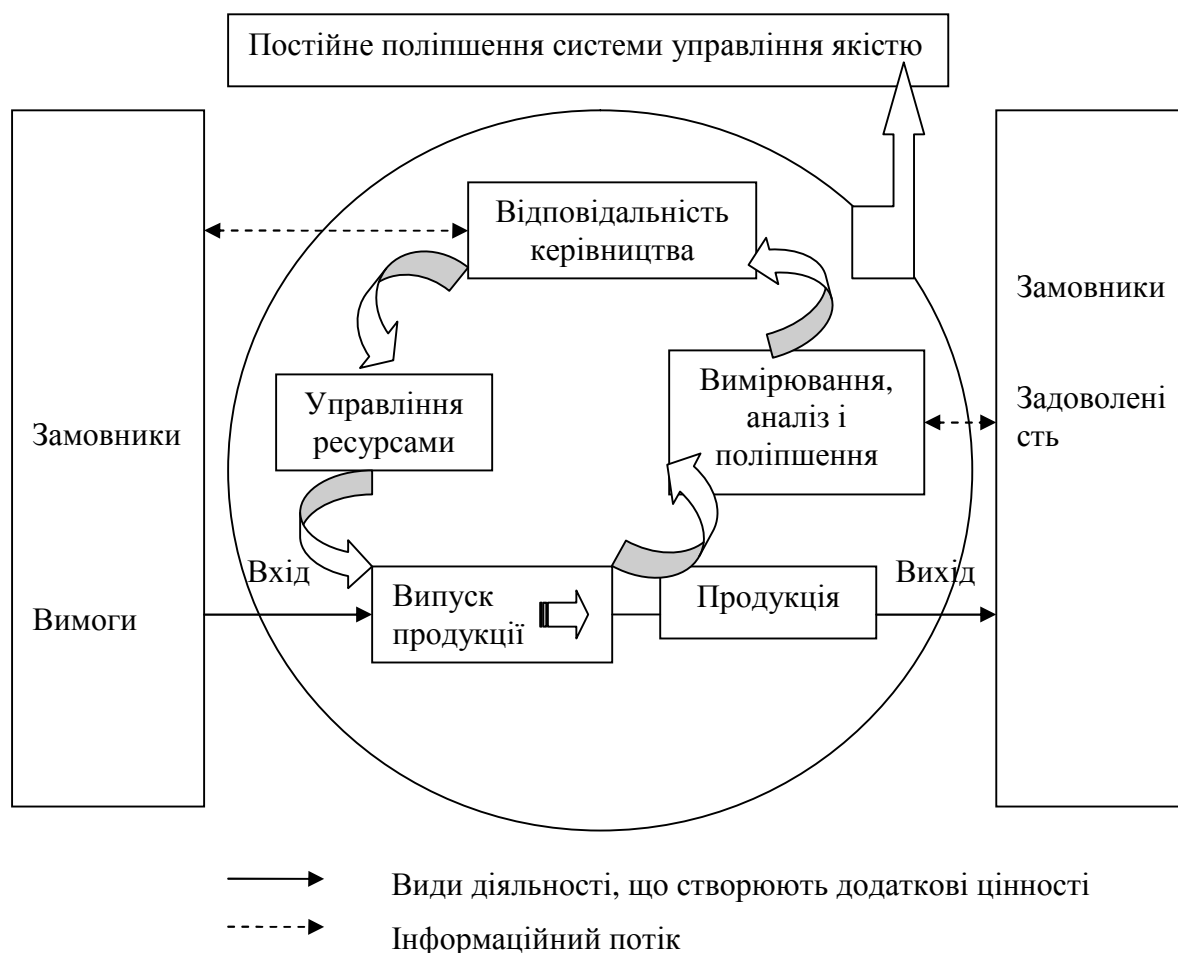 Постійне поліпшення системи управління якістю
Відповідальність
керівництва
Замовники
Вимірювання,
аналіз і
поліпшення
Управління
ресурсами
Задоволені
сть
Замовники
Вхід
Випуск
продукції
Продукція
Вихід
Вимоги
Види діяльності, що створюють додаткові цінності
Інформаційний потік